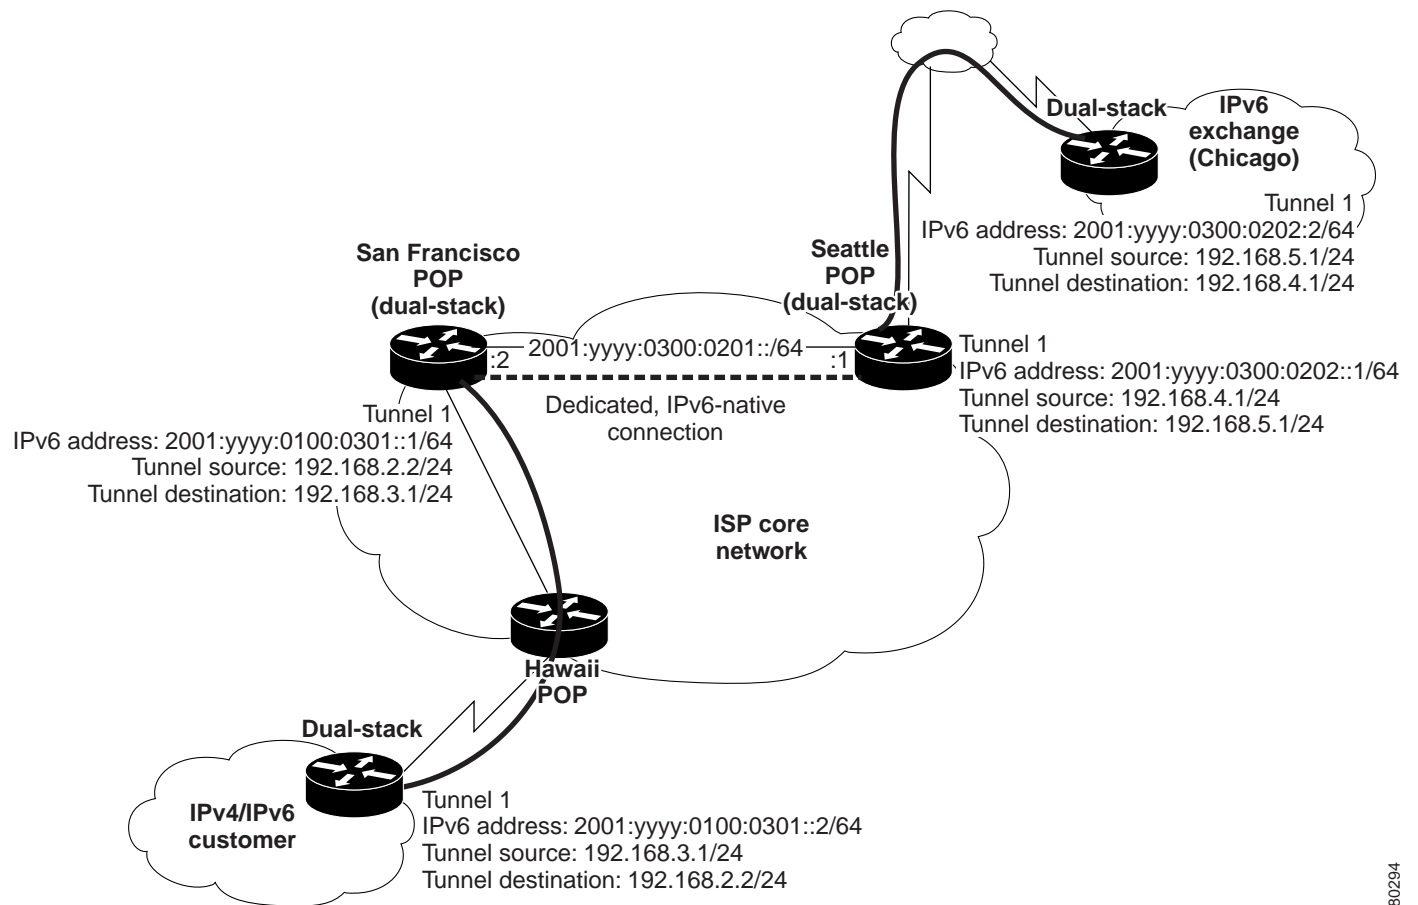 Dual-stack
IPv6
exchange
(Chicago)
Tunnel 1
IPv6 address: 2001:yyyy:0300:0202:2/64
Tunnel source: 192.168.5.1/24
Tunnel destination: 192.168.4.1/24
San Francisco
POP
(dual-stack)
Seattle
POP
(dual-stack)
:2
2001:yyyy:0300:0201::/64
:1
Dedicated, IPv6-native
connection
Tunnel 1
IPv6 address: 2001:yyyy:0300:0202::1/64
Tunnel source: 192.168.4.1/24
Tunnel destination: 192.168.5.1/24
Tunnel 1
IPv6 address: 2001:yyyy:0100:0301::1/64
Tunnel source: 192.168.2.2/24
Tunnel destination: 192.168.3.1/24
ISP core
network
Hawaii
POP
Dual-stack
IPv4/IPv6
customer
Tunnel 1
IPv6 address: 2001:yyyy:0100:0301::2/64
Tunnel source: 192.168.3.1/24
Tunnel destination: 192.168.2.2/24
80294